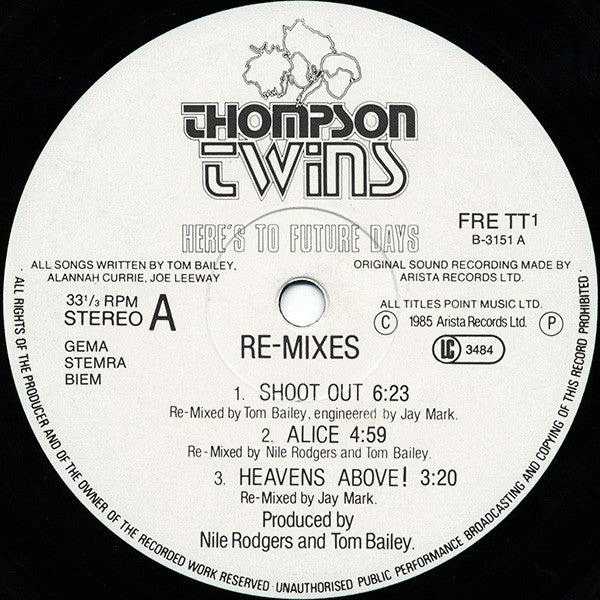 THOMPSON
TWINS
HERE'S TO FUTURE DAYS
FRE TT1
B-3151 A
ALL SONGS WRITTEN BY TOM BAILEY,
ALANNAH CURRIE, JOE LEEWAY
ORIGINAL SOUND RECORDING MADE BY
ARISTA RECORDS LTD.
33 1/3 RPM
STEREO A
GEMA
STEMRA
BIEM
ALL TITLES POINT MUSIC LTD.
C 1985 Arista Records Ltd. P
LC 3484
RE-MIXES
1. SHOOT OUT 6:23
Re-Mixed by Tom Bailey, engineered by Jay Mark.
2. ALICE 4:59
Re-Mixed by Nile Rodgers and Tom Bailey.
3. HEAVENS ABOVE! 3:20
Re-Mixed by Jay Mark.
Produced by
Nile Rodgers and Tom Bailey.
ALL RIGHTS OF THE PRODUCER AND OF THE OWNER OF THE RECORDED WORK RESERVED · UNAUTHORISED PUBLIC PERFORMANCE BROADCASTING AND COPYING OF THIS RECORD PROHIBITED ·